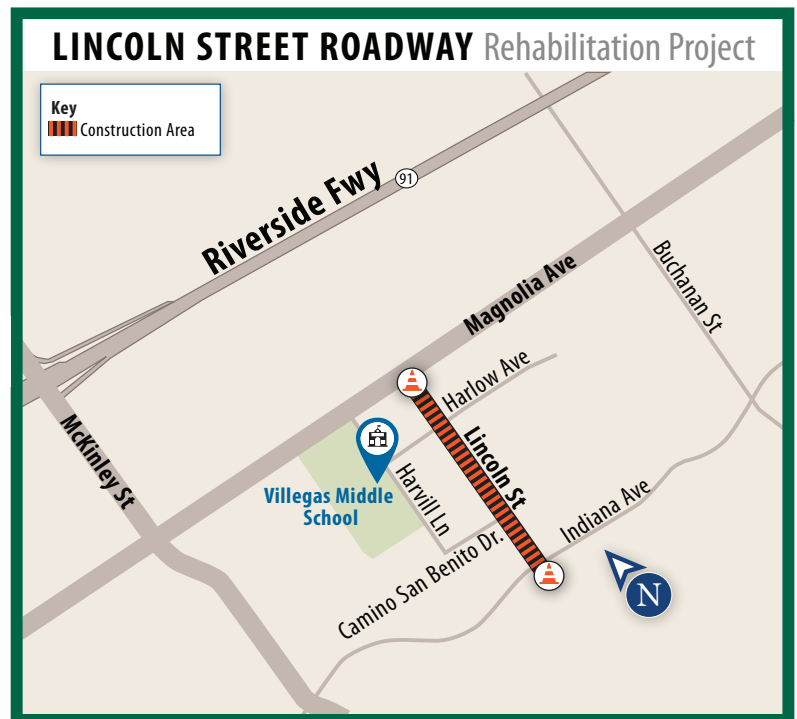 LINCOLN STREET ROADWAY Rehabilitation Project
Key
Construction Area
Riverside Fwy
91
Magnolia Ave
Buchanan St
Harlow Ave
McKinley St
Lincoln St
Villegas Middle
School
Harvill Ln
Indiana Ave
Camino San Benito Dr.
N